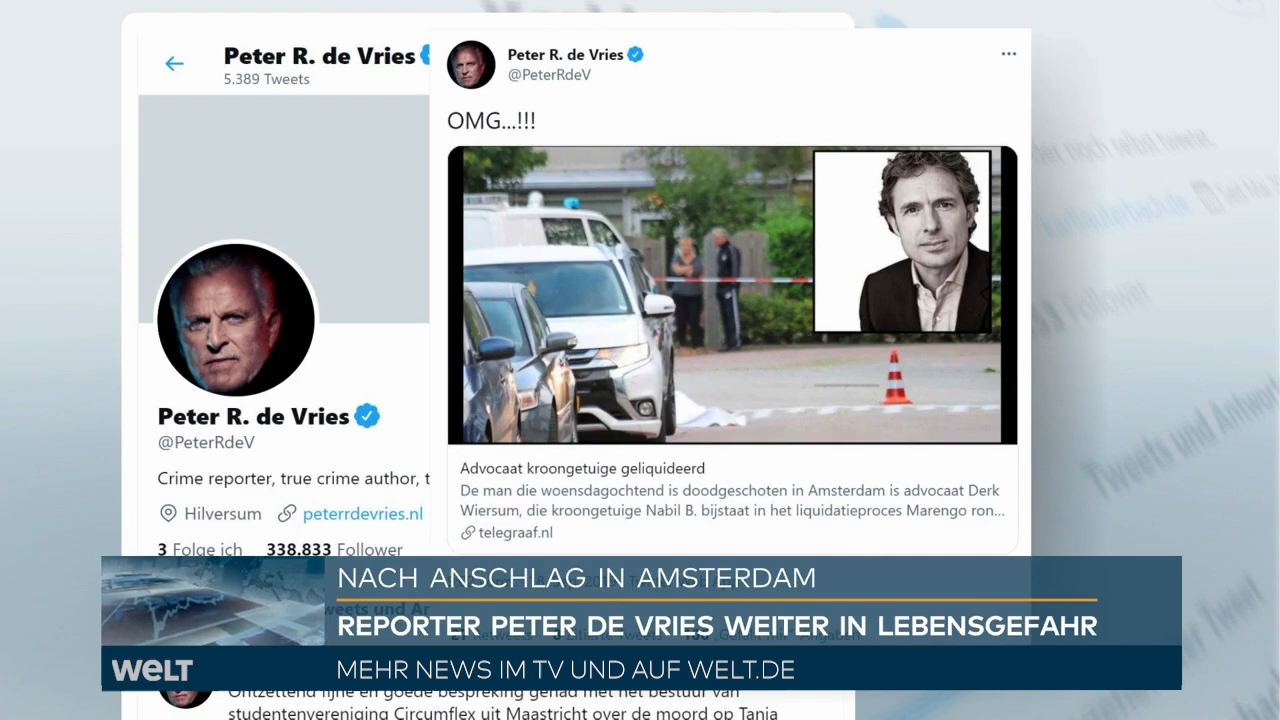 Peter R. de Vries
5.389 Tweets
Peter R. de Vries
@PeterRdeV
Crime reporter, true crime author, t
Hilversum peterrdevries.nl
3 Folge ich 338.833 Follower
Peter R. de Vries
@PeterRdeV
OMG...!!!
Advocaat kroongetuige geliquideerd
De man die woensdagochtend is doodgeschoten in Amsterdam is advocaat Derk
Wiersum, die kroongetuige Nabil B. bijstaat in het liquidatieproces Marengo ron...
telegraaf.nl
NACH ANSCHLAG IN AMSTERDAM
REPORTER PETER DE VRIES WEITER IN LEBENSGEFAHR
WELT
MEHR NEWS IM TV UND AUF WELT.DE
Ontzettend fijne en goede bespreking gehad met het bestuur van
studentenvereniging Circumflex uit Maastricht over de moord op Tanja
Tweets und Antwor